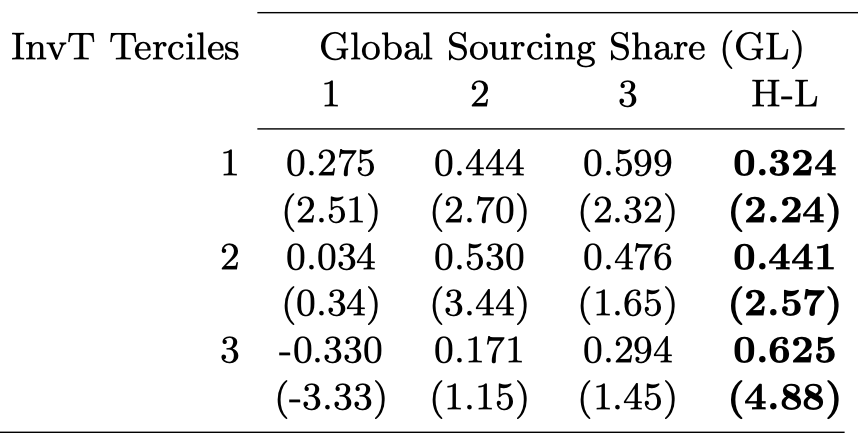 InvT Terciles Global Sourcing Share (GL)
1 2 3 H-L
1 0.275 0.444 0.599 0.324
(2.51) (2.70) (2.32) (2.24)
2 0.034 0.530 0.476 0.441
(0.34) (3.44) (1.65) (2.57)
3 -0.330 0.171 0.294 0.625
(-3.33) (1.15) (1.45) (4.88)